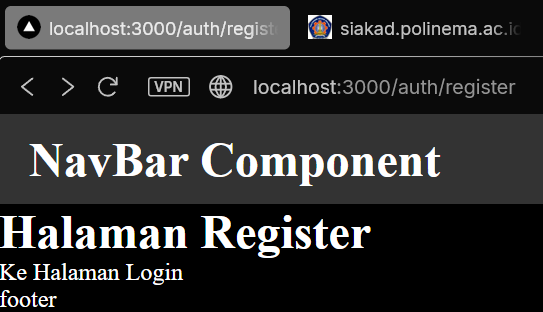 localhost:3000/auth/regist
siakad.polinema.ac.id
VPN
localhost:3000/auth/register
NavBar Component
Halaman Register
Ke Halaman Login
footer